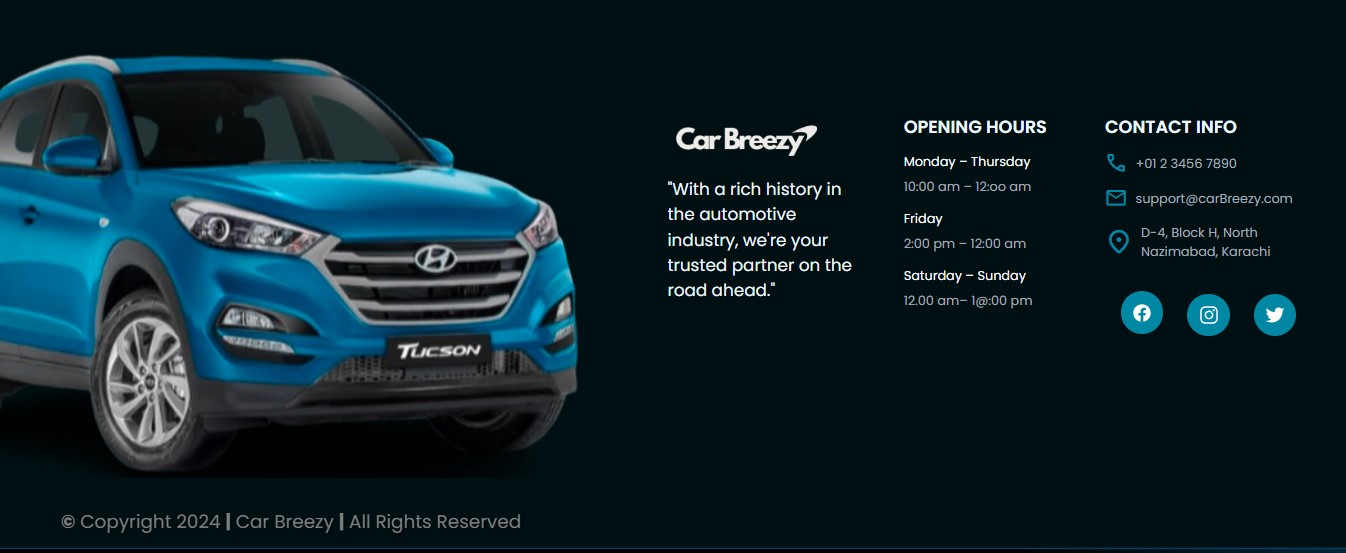 Car Breezy
"With a rich history in
the automotive
industry, we're your
trusted partner on the
road ahead."
OPENING HOURS
Monday – Thursday
10:00 am – 12:oo am
Friday
2:00 pm – 12:00 am
Saturday – Sunday
12.00 am– 1@:00 pm
CONTACT INFO
+01 2 3456 7890
support@carBreezy.com
D-4, Block H, North
Nazimabad, Karachi
TUCSON
© Copyright 2024 | Car Breezy | All Rights Reserved